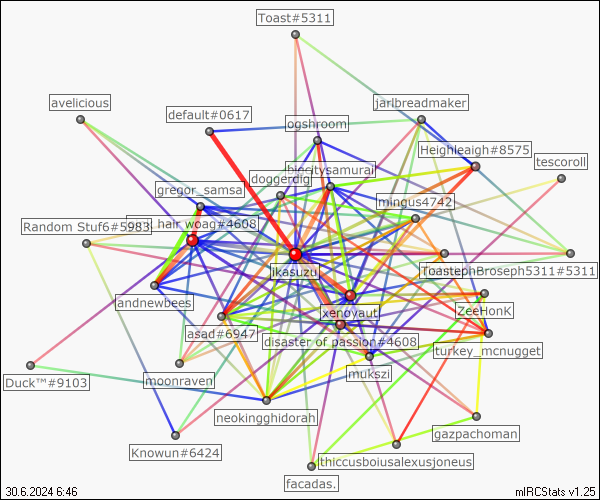 Toast#5311
avelicious
jarlbreadmaker
default#0617
ogshroom
Heighleaigh#8575
tescoroll
biocitysamurai
doggerdig
gregor_samsa
mingus4742
Random Stuf6#5983
hair woag#4608
likasuzu
ToastephBroseph5311#5311
andnewbees
xenoyaut
ZeeHonK
asad#6947
disaster of passion#4608
turkey_mcnugget
mukszi
Duck™#9103
moonraven
neokingghidorah
gazpachoman
Knowun#6424
thiccusboiusalexusjoneus
facadas.
30.6.2024 6:46
mIRCStats v1.25